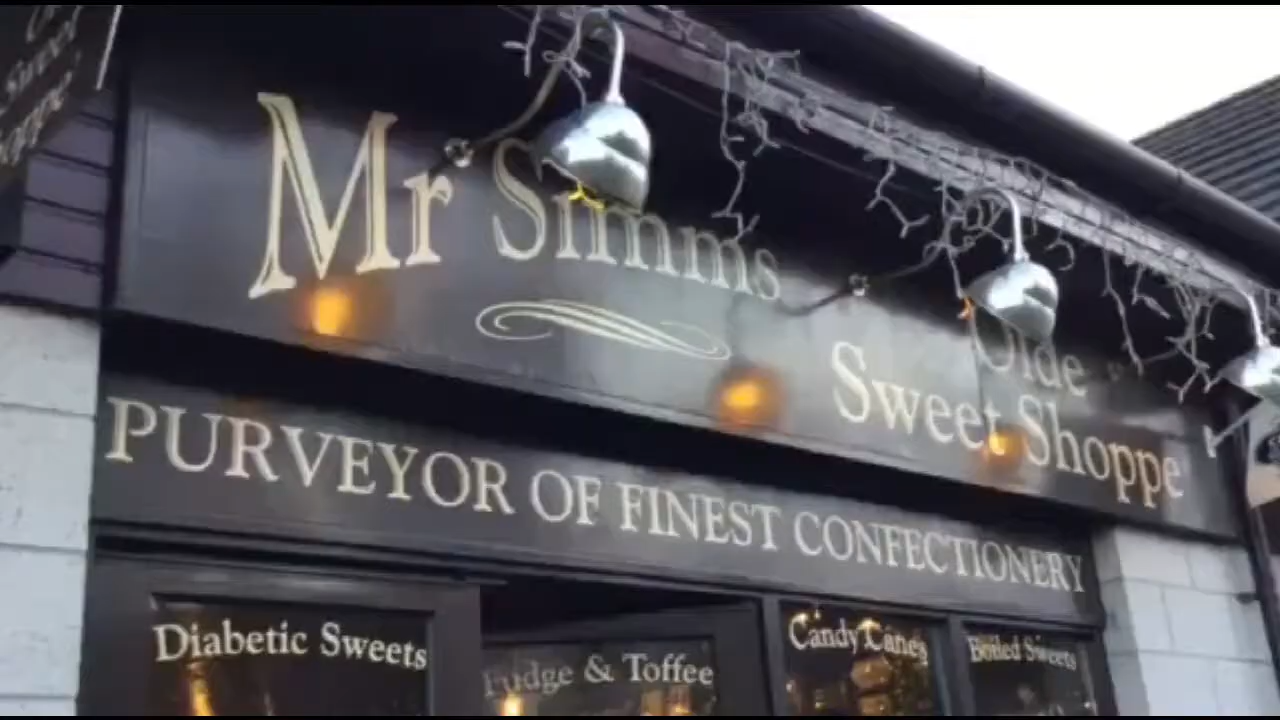 Mr Simms
Olde
Sweet Shoppe
PURVEYOR OF FINEST CONFECTIONERY
Diabetic Sweets
Fudge & Toffee
Candy Canes
Boiled Sweets